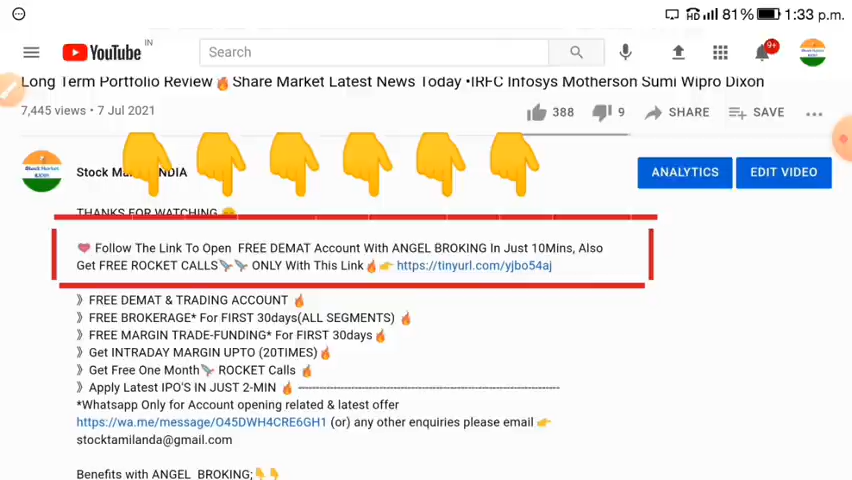 HD 81% 1:33 p.m.
YouTube IN Search 9+
Long Term Portfolio Review🔥Share Market Latest News Today •IRFC Infosys Motherson Sumi Wipro Dixon
7,445 views • 7 Jul 2021 388 9 SHARE SAVE ...
Stock INDIA ANALYTICS EDIT VIDEO
THANKS FOR WATCHING
💗 Follow The Link To Open FREE DEMAT Account With ANGEL BROKING In Just 10Mins, Also
Get FREE ROCKET CALLS🚀🚀 ONLY With This Link🔥👉 https://tinyurl.com/yjbo54aj
》FREE DEMAT & TRADING ACCOUNT 🔥
》FREE BROKERAGE* For FIRST 30days(ALL SEGMENTS) 🔥
》FREE MARGIN TRADE-FUNDING* For FIRST 30days🔥
》Get INTRADAY MARGIN UPTO (20TIMES)🔥
》Get Free One Month🚀 ROCKET Calls 🔥
》Apply Latest IPO'S IN JUST 2-MIN 🔥 -----------------------------------------------------------
*Whatsapp Only for Account opening related & latest offer
https://wa.me/message/O45DWH4CRE6GH1 (or) any other enquiries please email 👉
stocktamilanda@gmail.com
Benefits with ANGEL BROKING;👇👇